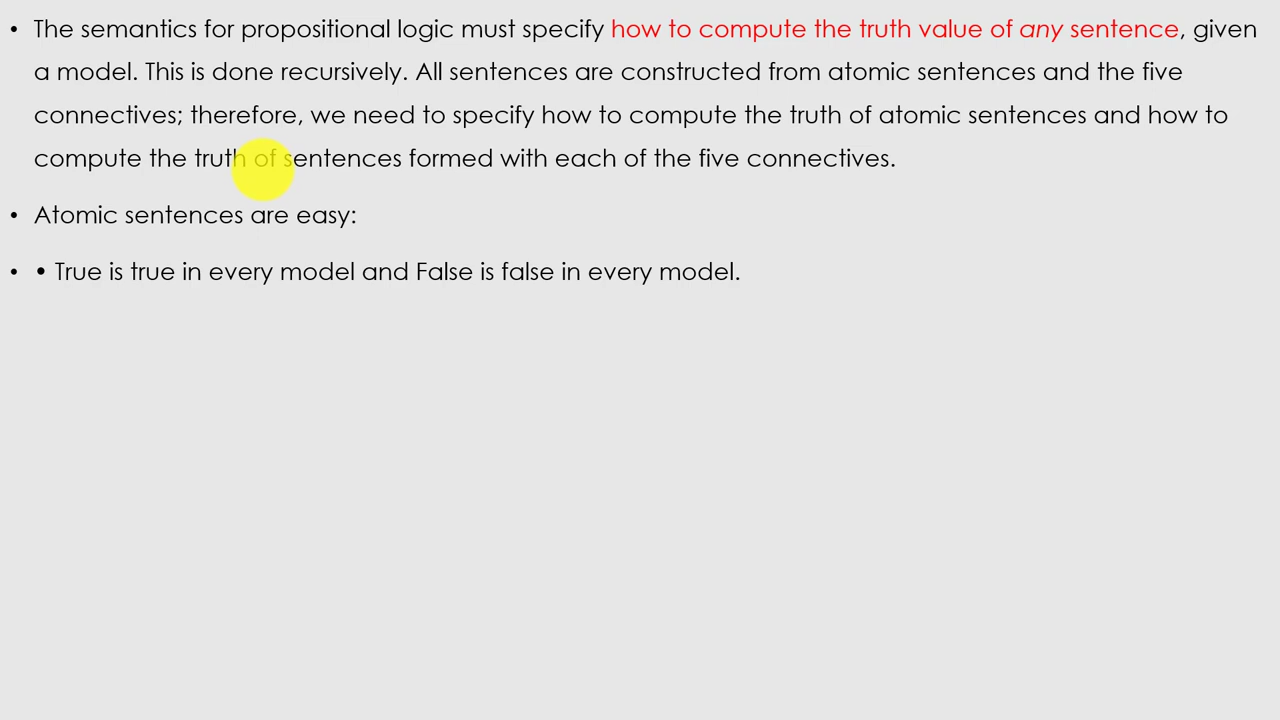 • The semantics for propositional logic must specify how to compute the truth value of any sentence, given
a model. This is done recursively. All sentences are constructed from atomic sentences and the five
connectives; therefore, we need to specify how to compute the truth of atomic sentences and how to
compute the truth of sentences formed with each of the five connectives.
• Atomic sentences are easy:
• • True is true in every model and False is false in every model.